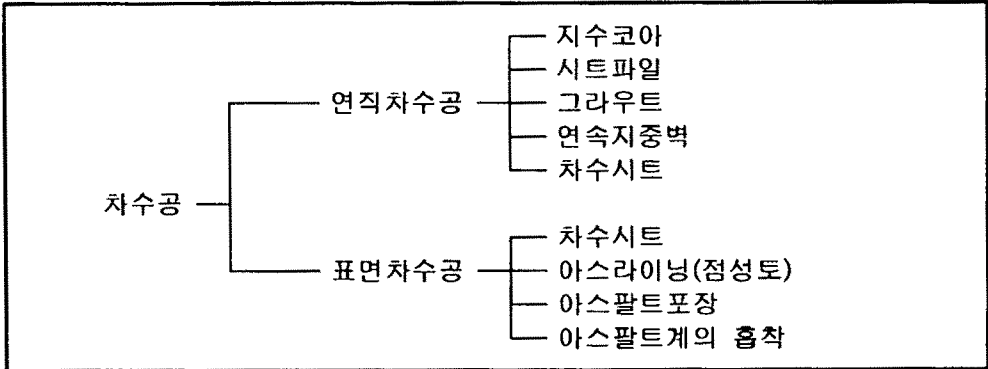 지수코아
시트파일
연직차수공
그라우트
연속지중벽
차수시트
차수공
차수시트
표면차수공
아스라이닝(점성토)
아스팔트포장
아스팔트계의 흡착